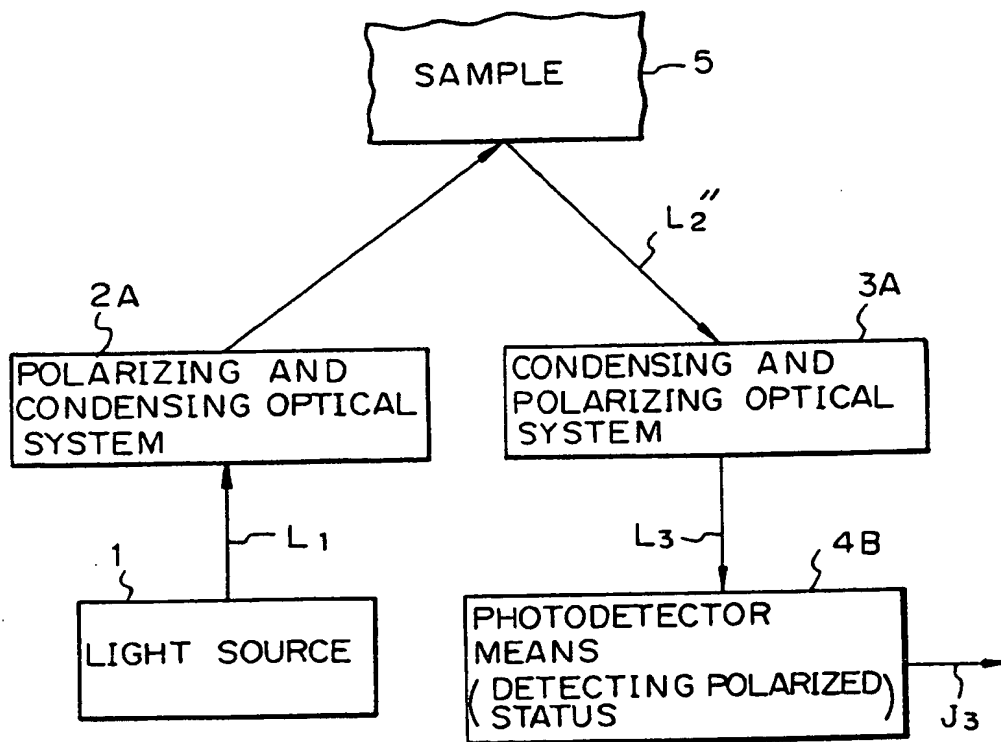 SAMPLE
5
L2"
2A
3A
POLARIZING AND
CONDENSING OPTICAL
SYSTEM
CONDENSING AND
POLARIZING OPTICAL
SYSTEM
L1
L3
1
4B
LIGHT SOURCE
PHOTODETECTOR
MEANS
(DETECTING POLARIZED
STATUS)
J3